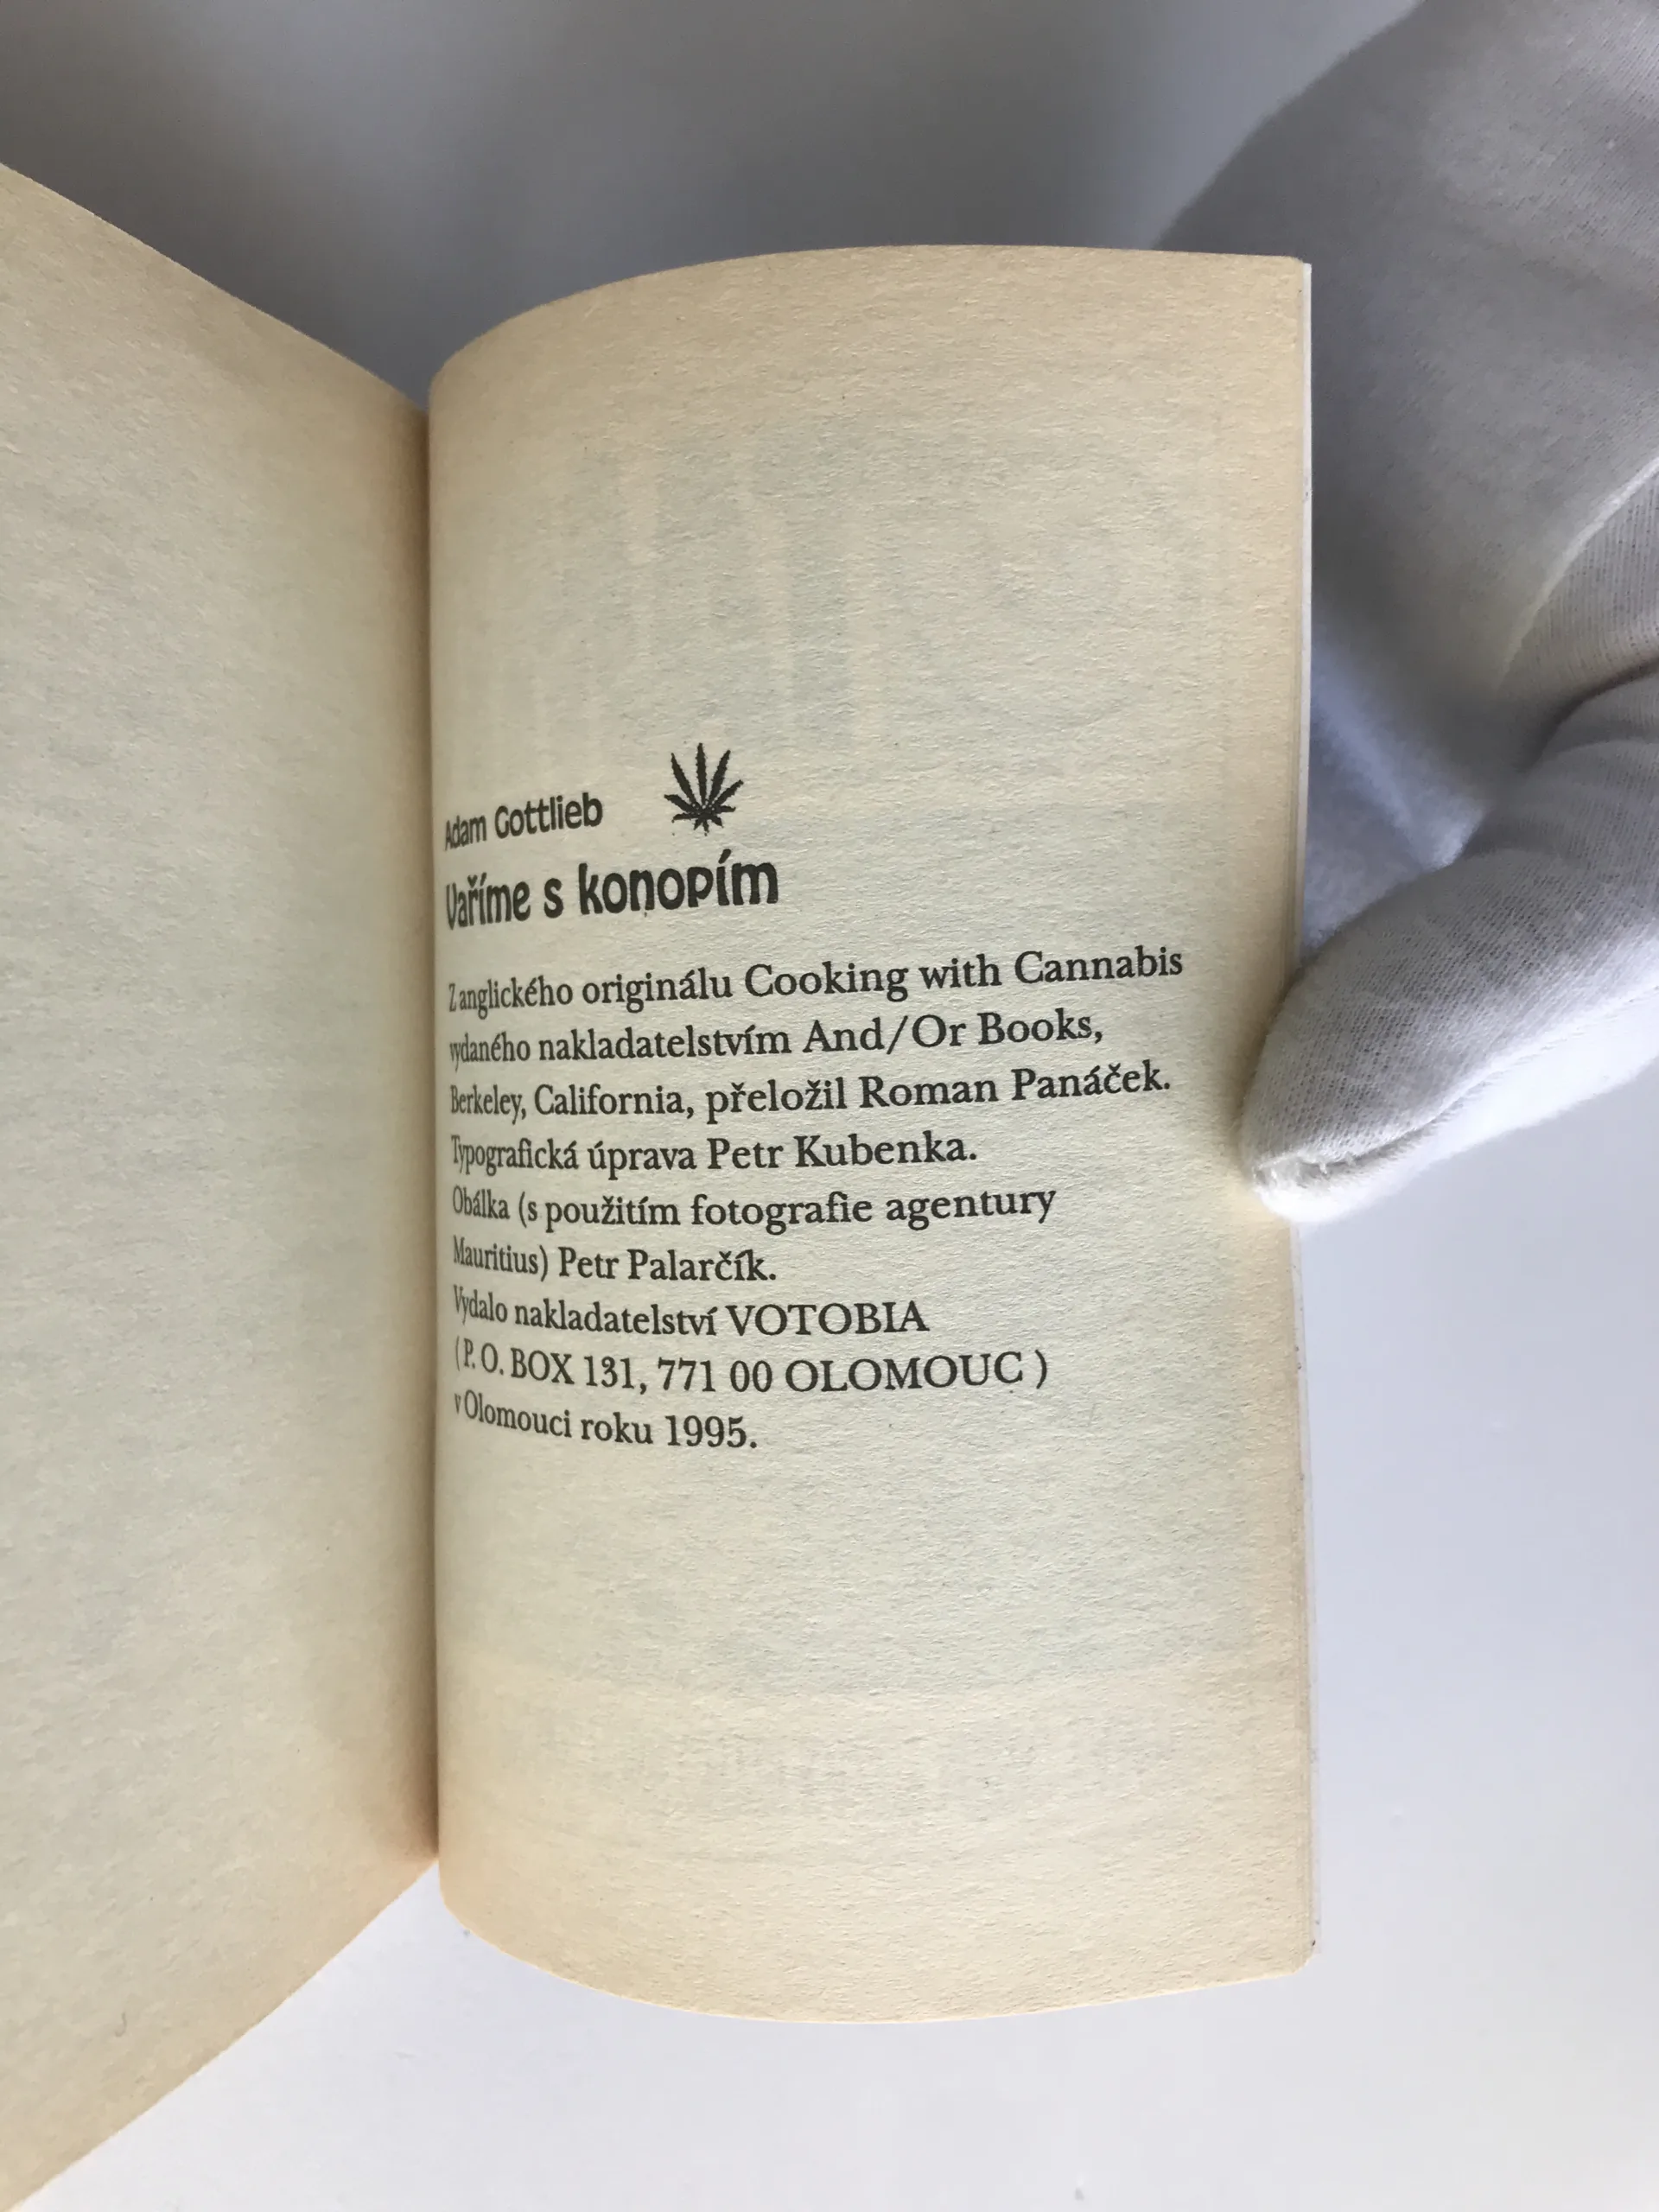 Adam Gottlieb
Vaříme s konopím
Z anglického originálu Cooking with Cannabis
vydaného nakladatelstvím And/Or Books,
Berkeley, California, přeložil Roman Panáček.
Typografická úprava Petr Kubenka.
Obálka (s použitím fotografie agentury
Mauritius) Petr Palarčík.
Vydalo nakladatelství VOTOBIA
(P. O. BOX 131, 771 00 OLOMOUC )
v Olomouci roku 1995.